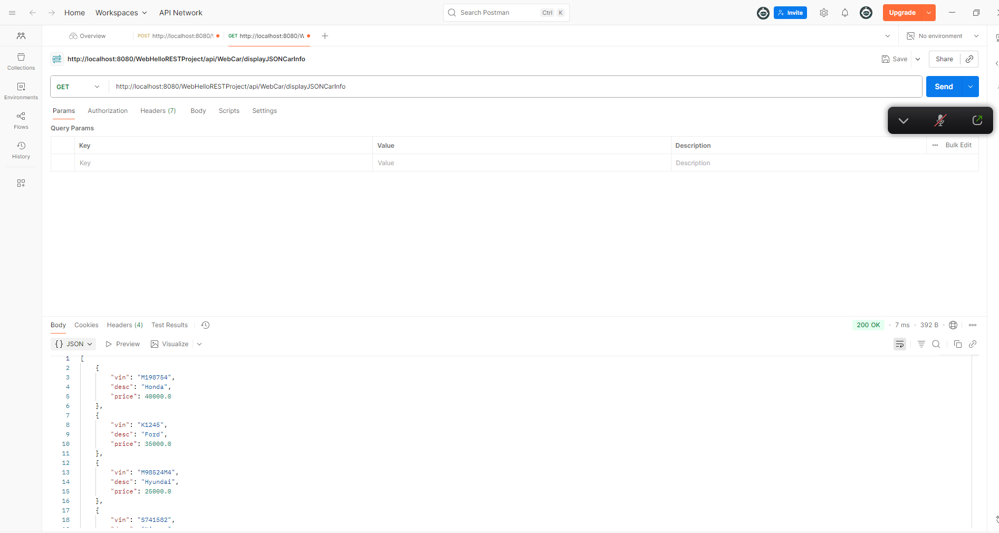 Home Workspaces API Network Search Postman Ctrl K Invite Upgrade
Overview POST http://localhost:8080/ GET http://localhost:8080/W No environment
HTTP http://localhost:8080/WebHelloRESTProject/api/WebCar/displayJSONCarInfo Save Share
Collections
GET http://localhost:8080/WebHelloRESTProject/api/WebCar/displayJSONCarInfo Send
Environments
Params Authorization Headers (7) Body Scripts Settings
Flows
Query Params
Key Value Description Bulk Edit
History
Key Value Description
Body Cookies Headers (4) Test Results 200 OK 7 ms 392 B
{} JSON Preview Visualize
1 [
2 {
3 "vin": "M198754",
4 "desc": "Honda",
5 "price": 40000.0
6 },
7 {
8 "vin": "K1245",
9 "desc": "Ford",
10 "price": 35000.0
11 },
12 {
13 "vin": "M98524M4",
14 "desc": "Hyundai",
15 "price": 25000.0
16 },
17 {
18 "vin": "S741582",